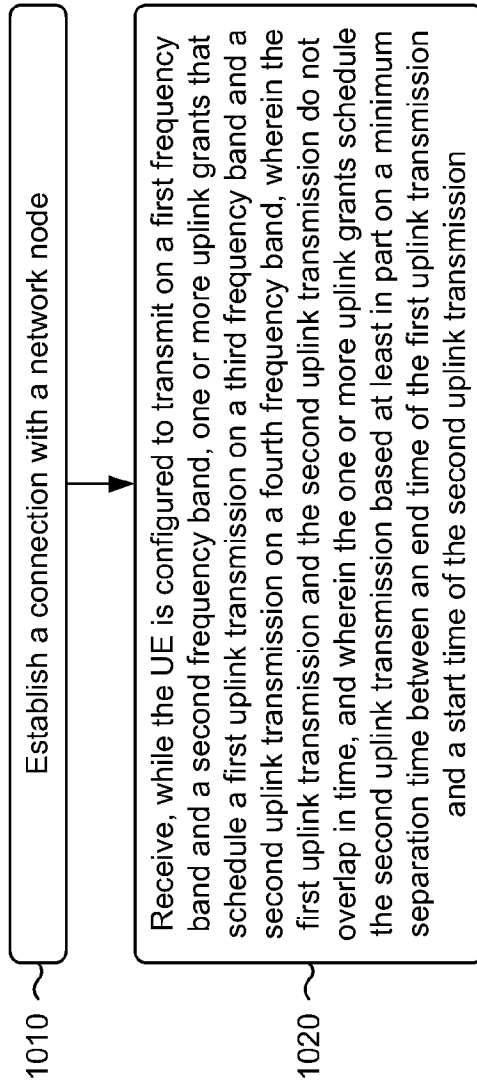 1010
Establish a connection with a network node
1020
Receive, while the UE is configured to transmit on a first frequency
band and a second frequency band, one or more uplink grants that
schedule a first uplink transmission on a third frequency band and a
second uplink transmission on a fourth frequency band, wherein the
first uplink transmission and the second uplink transmission do not
overlap in time, and wherein the one or more uplink grants schedule
the second uplink transmission based at least in part on a minimum
separation time between an end time of the first uplink transmission
and a start time of the second uplink transmission